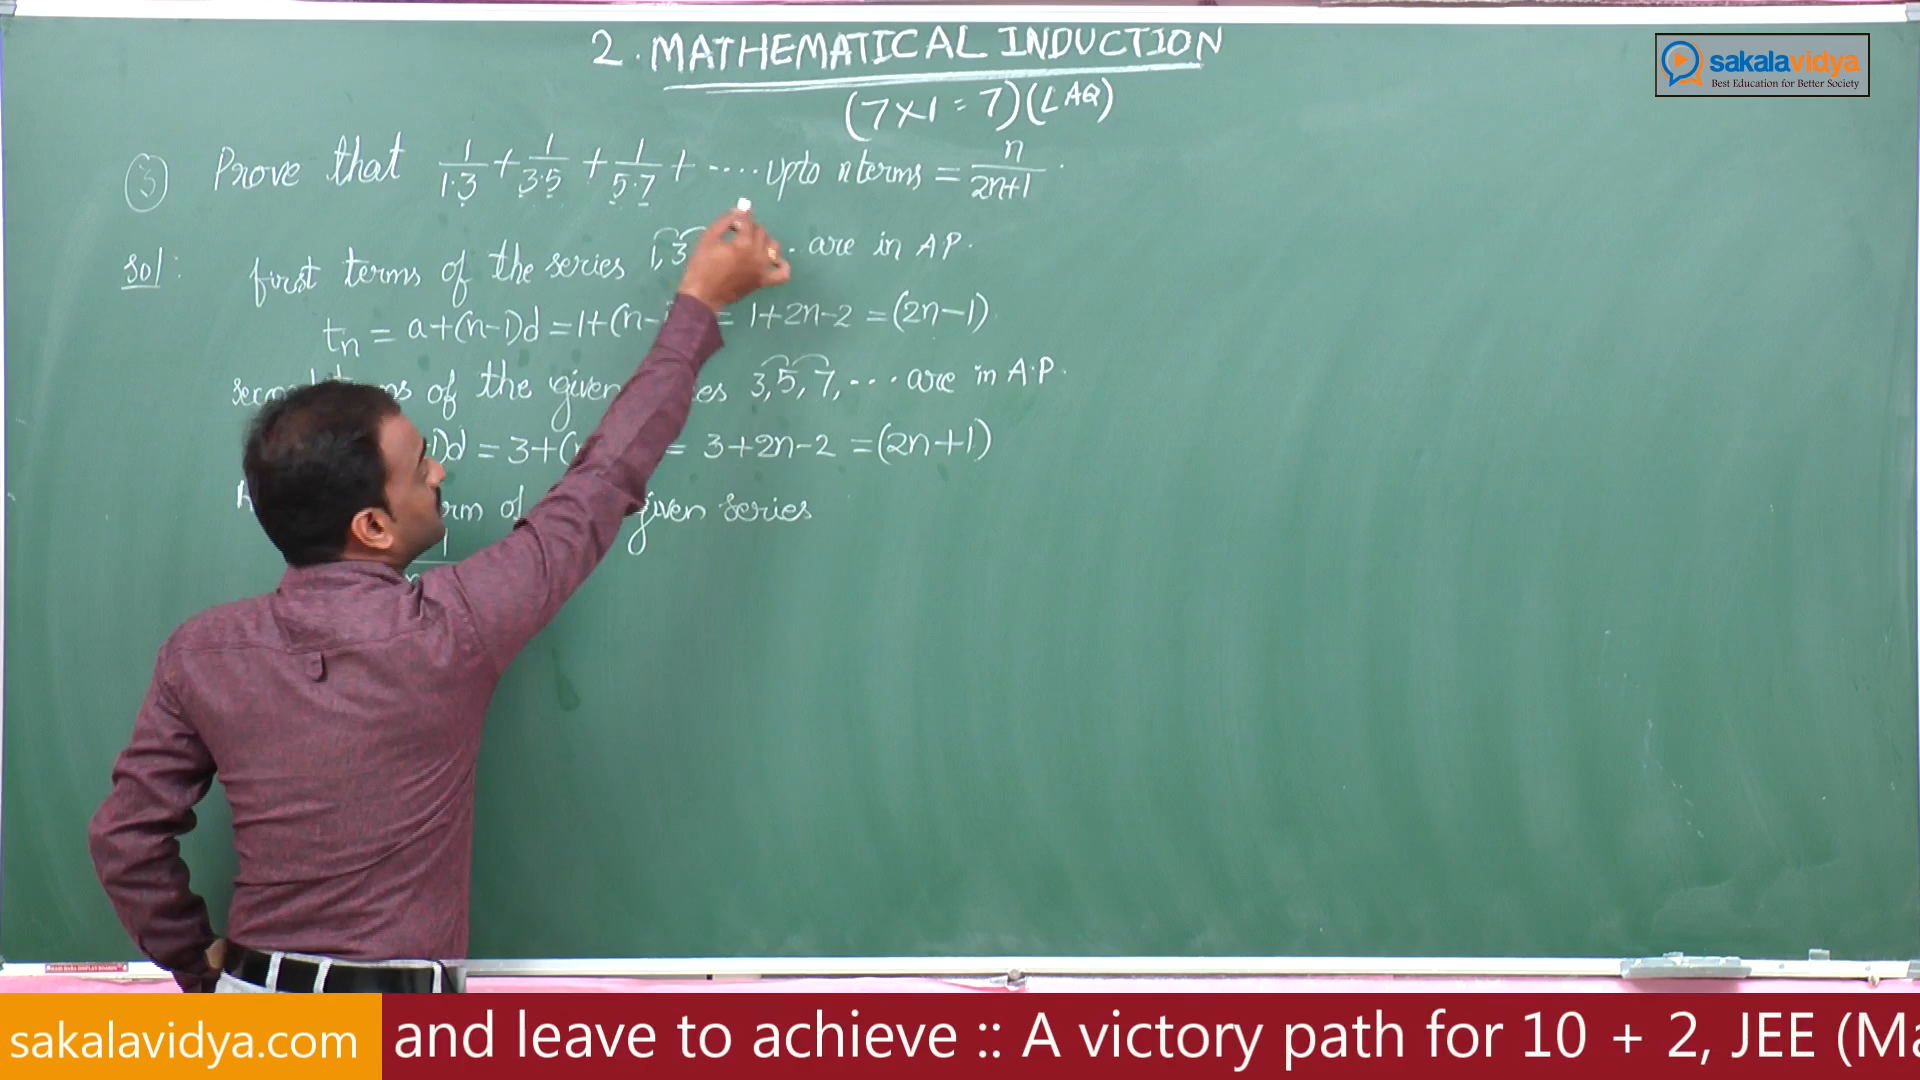 2. MATHEMATICAL INDUCTION
(7×1 = 7)(LAQ)
sakalavidya
Best Education for Better Society
③ Prove that 1/1·3 + 1/3·5 + 1/5·7 + ···· upto n terms = n/2n+1 .
Sol: first terms of the series 1, 3 . are in A.P.
tn = a+(n-1)d = 1+(n- = 1+2n-2 = (2n-1).
of the given 3, 5, 7, ... are in A.P.
)d = 3+( = 3+2n-2 = (2n+1)
of given series
1
sakalavidya.com
and leave to achieve :: A victory path for 10 + 2, JEE (Ma